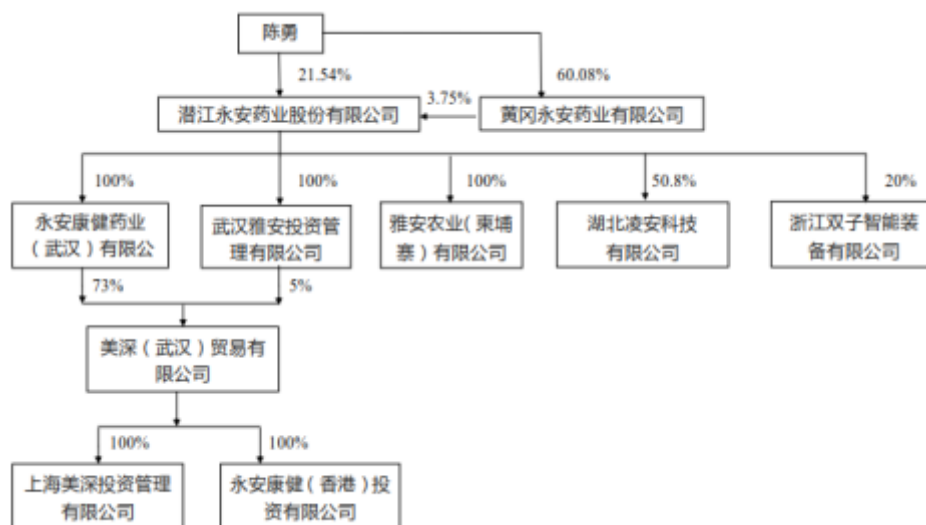 陈勇
21.54%
60.08%
潜江永安药业股份有限公司
3.75%
黄冈永安药业有限公司
100%
100%
100%
50.8%
20%
永安康健药业
（武汉）有限公
武汉雅安投资管
理有限公司
雅安农业（柬埔
寨）有限公司
湖北凌安科技
有限公司
浙江双子智能装
备有限公司
73%
5%
美深（武汉）贸易有
限公司
100%
100%
上海美深投资管理
有限公司
永安康健（香港）投
资有限公司